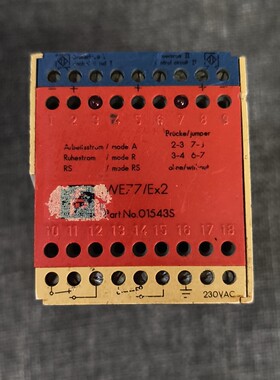 1 2 3 4 5 6 7 8 9
Brücke/jumper
Arbeitsstrom / mode A 2-3 7-
Ruhestrom / mode R 3-4 6-7
RS / mode RS
WE77/Ex2
Part No. 01543S
10 11 12 13 14 15 16 17 18
230VAC